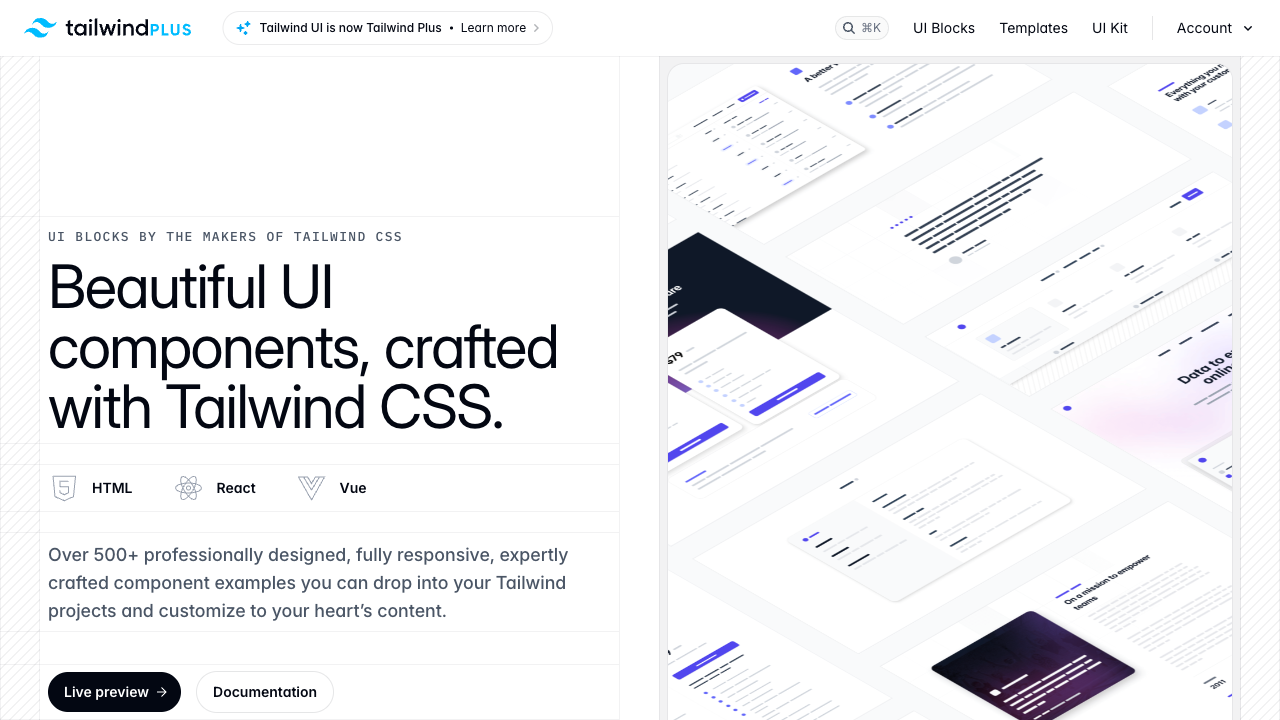 tailwindPLUS
Tailwind UI is now Tailwind Plus • Learn more
⌘K
UI Blocks
Templates
UI Kit
Account
UI BLOCKS BY THE MAKERS OF TAILWIND CSS
Beautiful UI
components, crafted
with Tailwind CSS.
HTML
React
Vue
Over 500+ professionally designed, fully responsive, expertly
crafted component examples you can drop into your Tailwind
projects and customize to your heart’s content.
Live preview →
Documentation
A better
Everything you
with your
Data to
On a mission to empower
teams
2011